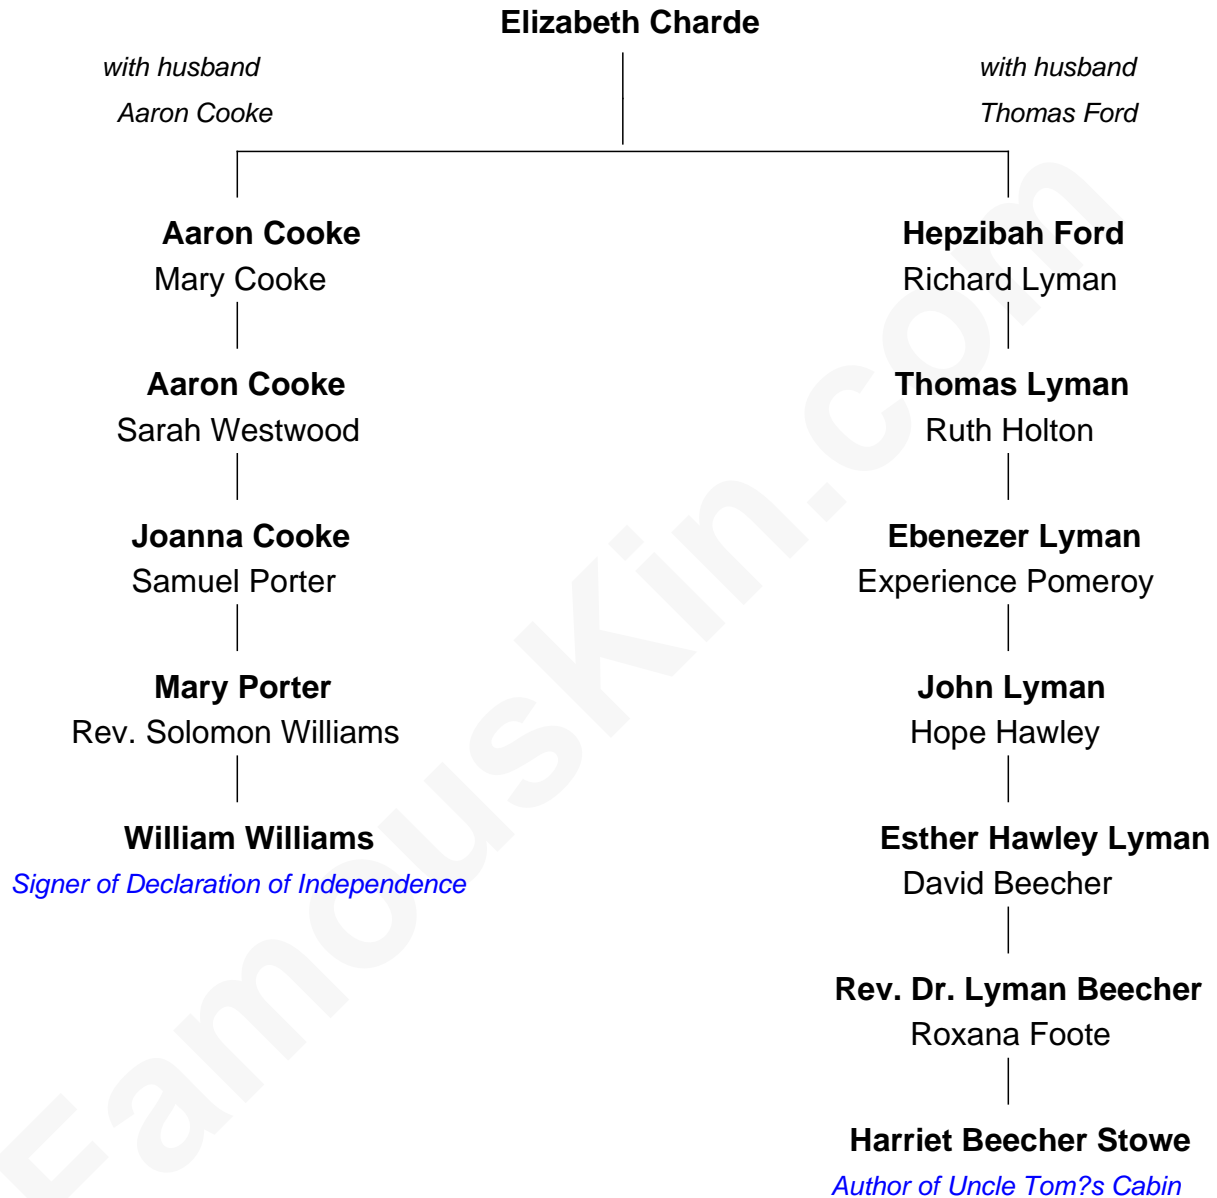 Elizabeth Charde
with husband
Aaron Cooke
with husband
Thomas Ford
Aaron Cooke
Mary Cooke
Hepzibah Ford
Richard Lyman
Aaron Cooke
Sarah Westwood
Thomas Lyman
Ruth Holton
Joanna Cooke
Samuel Porter
Ebenezer Lyman
Experience Pomeroy
Mary Porter
Rev. Solomon Williams
John Lyman
Hope Hawley
William Williams
Signer of Declaration of Independence
Esther Hawley Lyman
David Beecher
Rev. Dr. Lyman Beecher
Roxana Foote
Harriet Beecher Stowe
Author of Uncle Tom?s Cabin
FamousKin.com